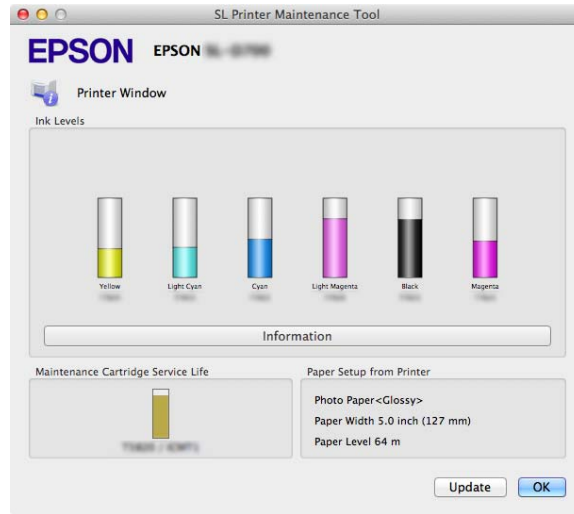 SL Printer Maintenance Tool
EPSON EPSON
Printer Window
Ink Levels
Yellow Light Cyan Cyan Light Magenta Black Magenta
Information
Maintenance Cartridge Service Life
Paper Setup from Printer
Photo Paper<Glossy>
Paper Width 5.0 inch (127 mm)
Paper Level 64 m
Update OK